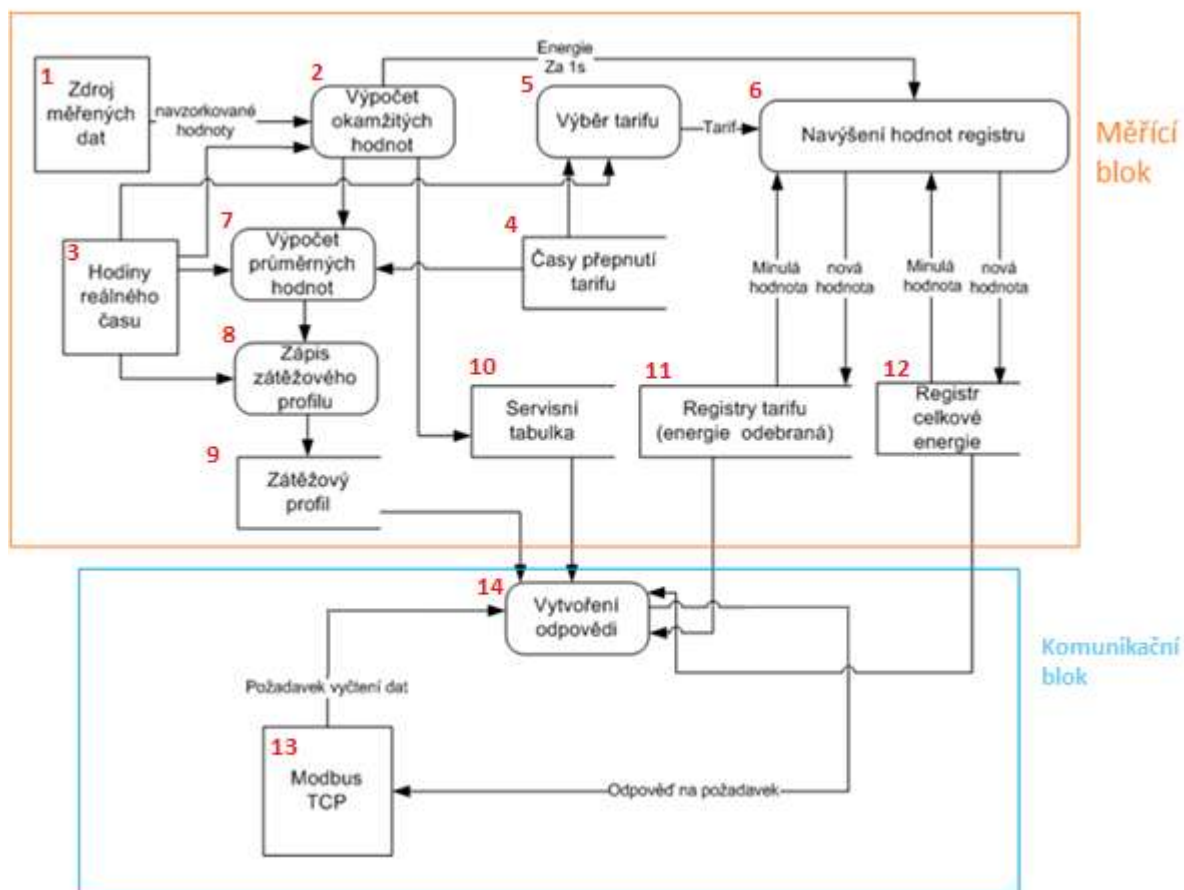 1
Zdroj
měřených
dat
navzorkované
hodnoty
2
Výpočet
okamžitých
hodnot
Energie
Za 1s
5
Výběr tarifu
Tarif
6
Navýšení hodnot registru
Měřící
blok
3
Hodiny
reálného
času
7
Výpočet
průměrných
hodnot
4
Časy přepnutí
tarifu
Minulá
hodnota
nová
hodnota
Minulá
hodnota
nová
hodnota
8
Zápis
zátěžového
profilu
9
Zátěžový
profil
10
Servisní
tabulka
11
Registry tarifu
(energie odebraná)
12
Registr
celkové
energie
14
Vytvoření
odpovědi
Komunikační
blok
Požadavek vyčtení dat
13
Modbus
TCP
Odpověď na požadavek